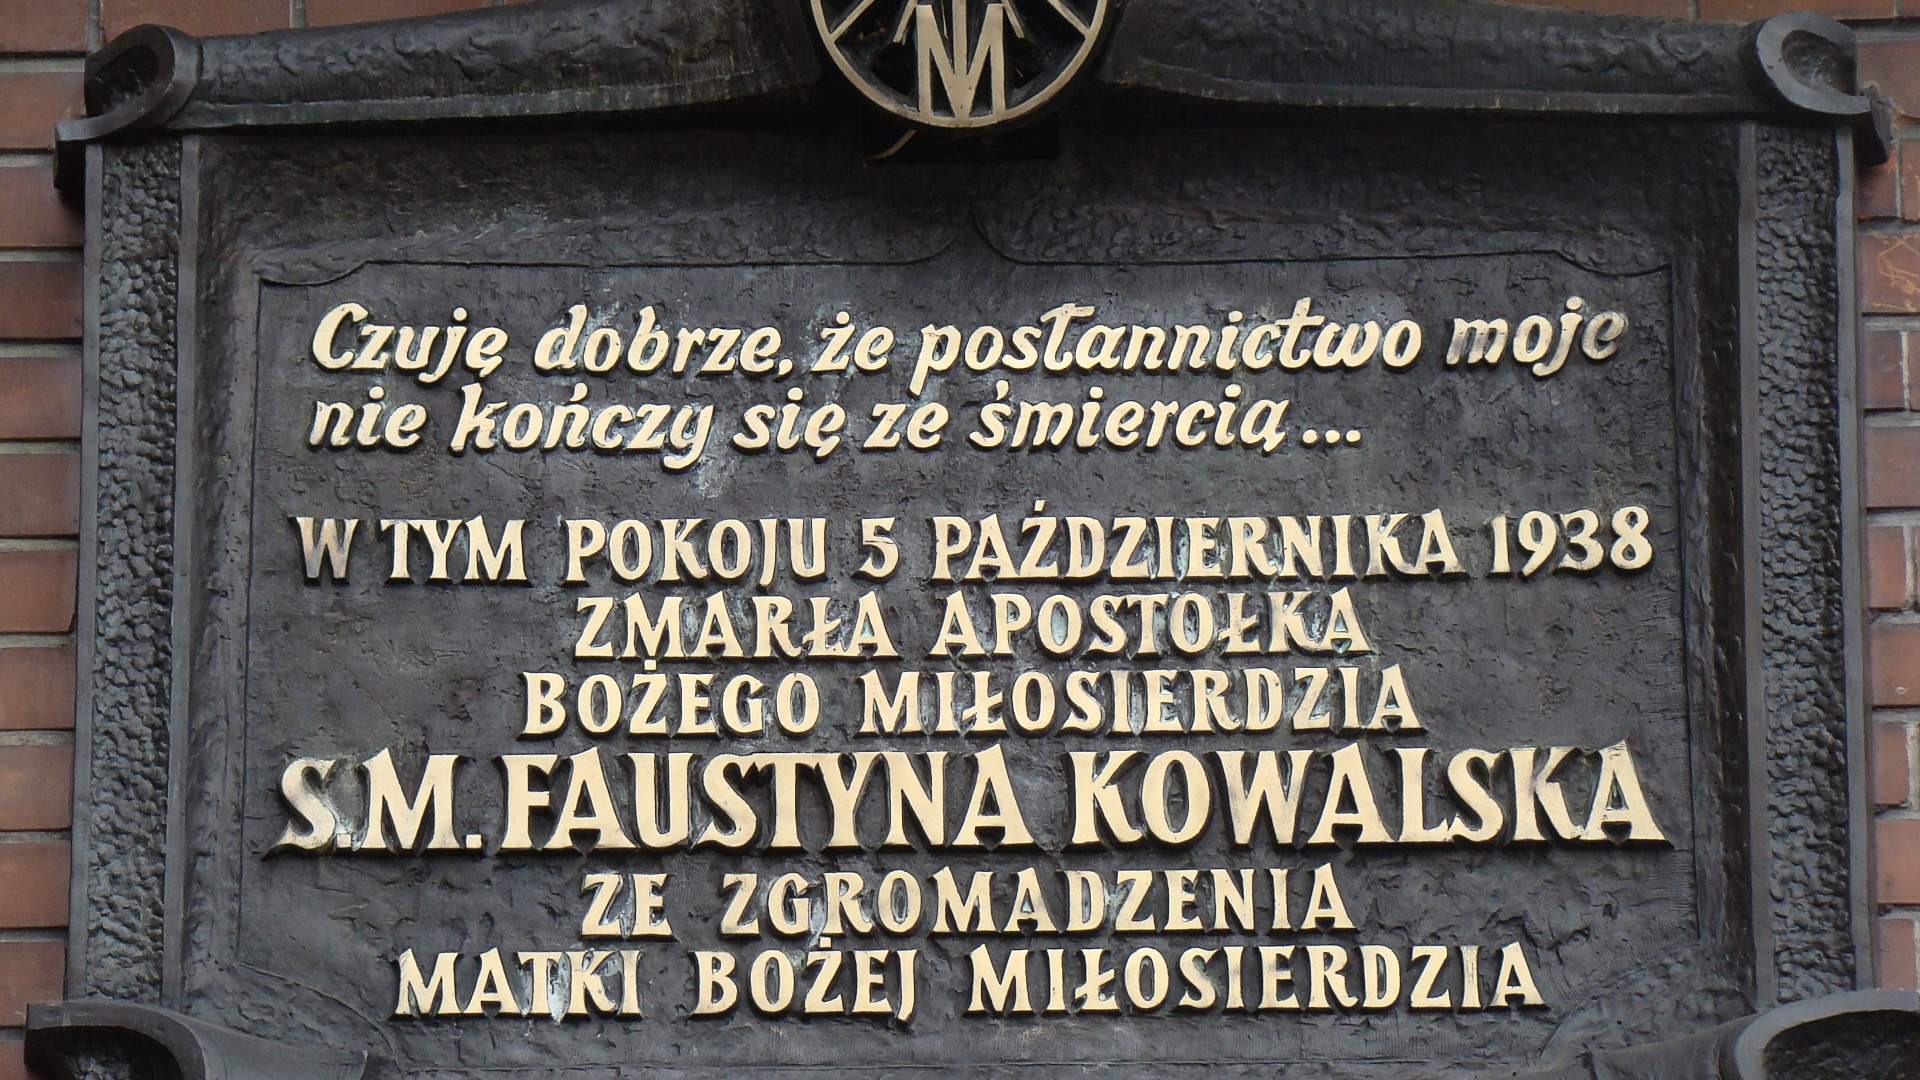 M
Czuję dobrze, że posłannictwo moje
nie kończy się ze śmiercią...
W TYM POKOJU 5 PAŹDZIERNIKA 1938
ZMARŁA APOSTOŁKA
BOŻEGO MIŁOSIERDZIA
S.M. FAUSTYNA KOWALSKA
ZE ZGROMADZENIA
MATKI BOŻEJ MIŁOSIERDZIA